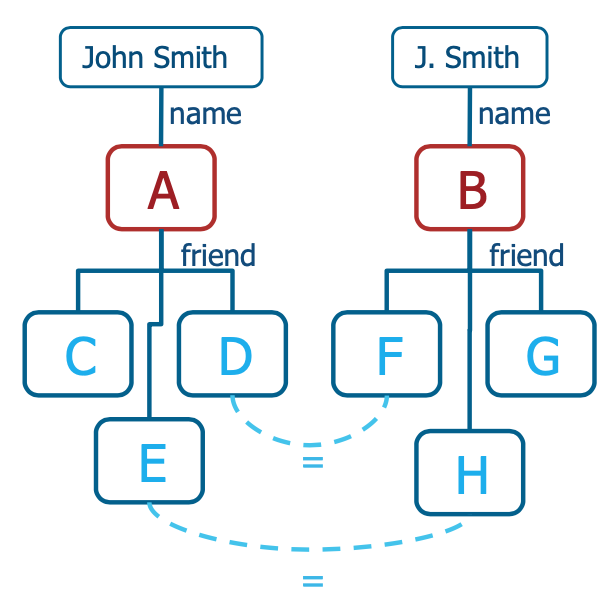 John Smith
J. Smith
name
name
A
B
friend
friend
C
D
F
G
E
H
=
=